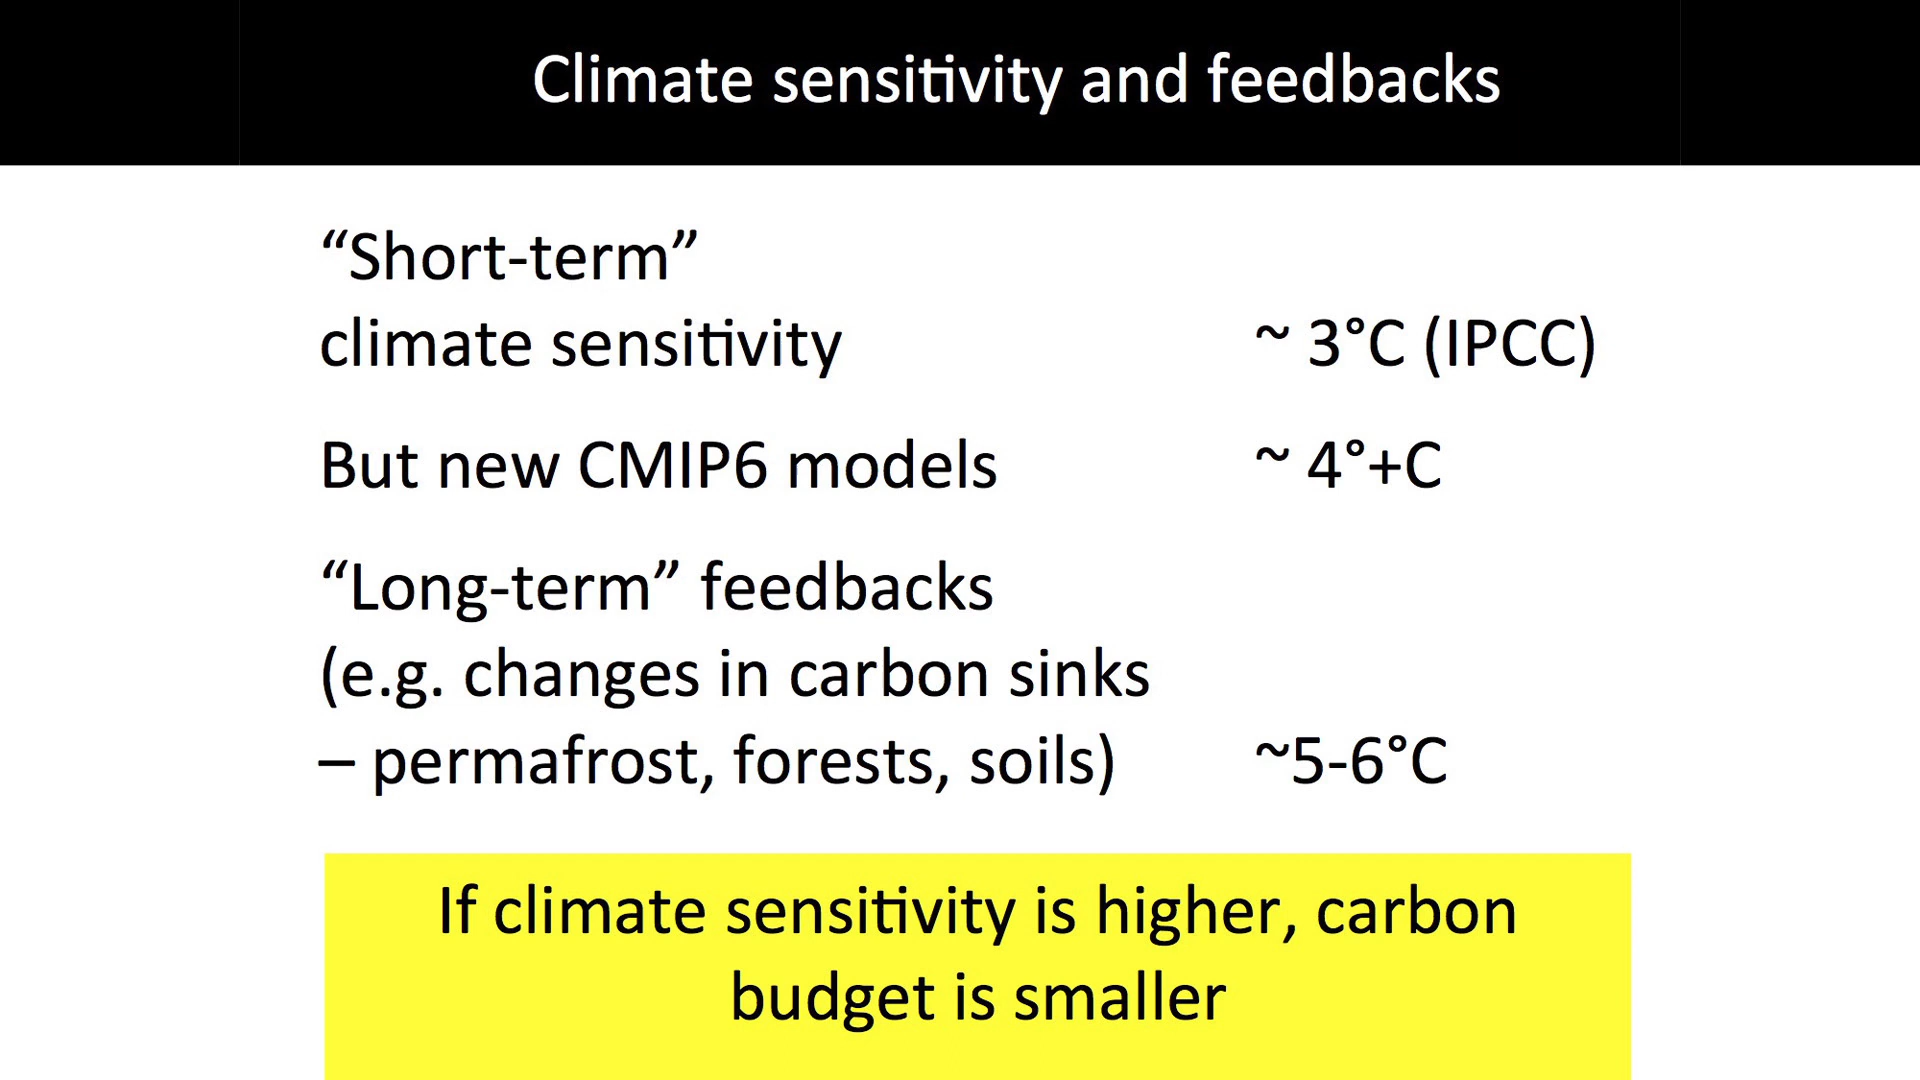 Climate sensitivity and feedbacks
“Short-term”
climate sensitivity ~ 3°C (IPCC)
But new CMIP6 models ~ 4°+C
“Long-term” feedbacks
(e.g. changes in carbon sinks
– permafrost, forests, soils) ~5-6°C
If climate sensitivity is higher, carbon
budget is smaller